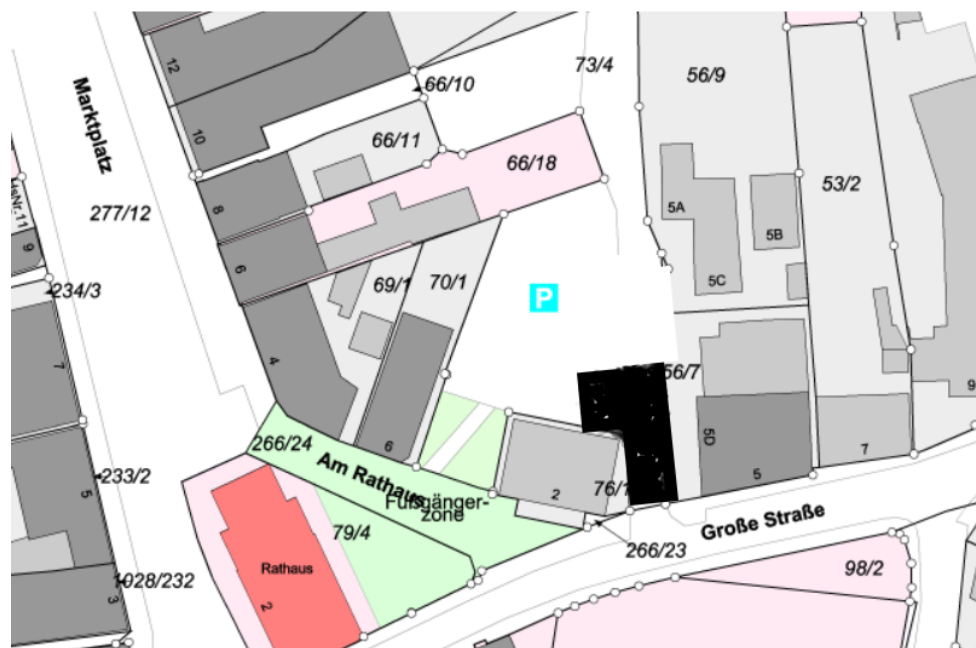 12
66/10
73/4
56/9
Marktplatz
10
66/11
66/18
53/2
HsNr.11
277/12
8
5A
5B
9
6
234/3
69/1
70/1
P
5C
7
4
56/7
9
266/24
6
5D
Am Rathaus
Fußgänger-
zone
2
76/1
5
7
5
233/2
79/4
Große Straße
266/23
Rathaus
98/2
1028/232
3
2